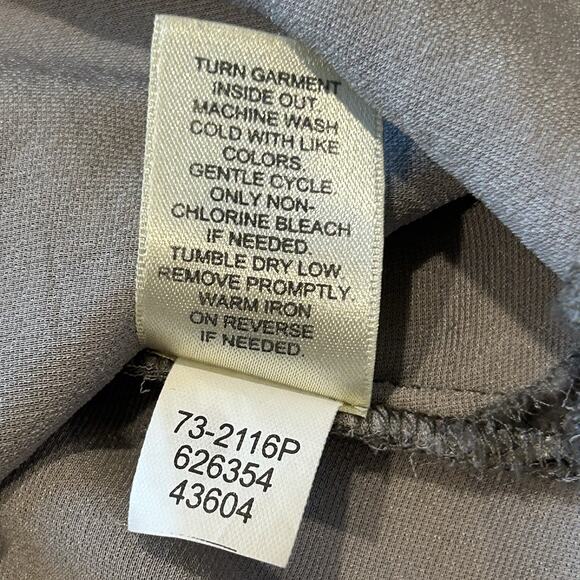 TURN GARMENT
INSIDE OUT
MACHINE WASH
COLD WITH LIKE
COLORS
GENTLE CYCLE
ONLY NON-
CHLORINE BLEACH
IF NEEDED
TUMBLE DRY LOW
REMOVE PROMPTLY.
WARM IRON
ON REVERSE
IF NEEDED.
73-2116P
626354
43604